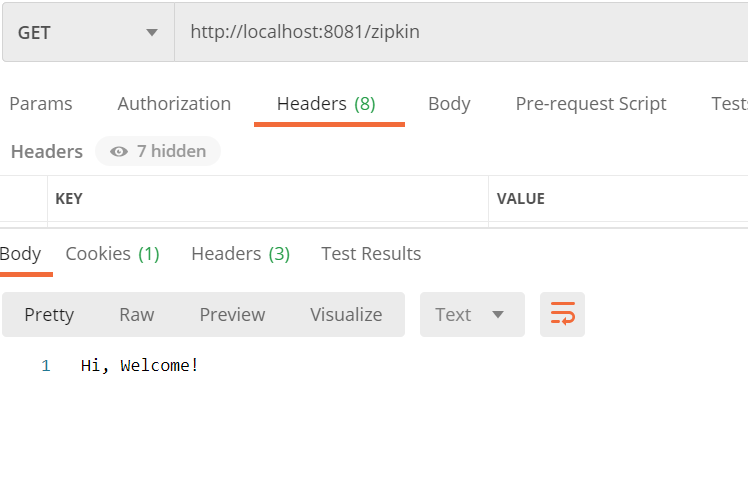 GET http://localhost:8081/zipkin
Params Authorization Headers (8) Body Pre-request Script Tests
Headers 7 hidden
KEY VALUE
Body Cookies (1) Headers (3) Test Results
Pretty Raw Preview Visualize Text
1 Hi, Welcome!